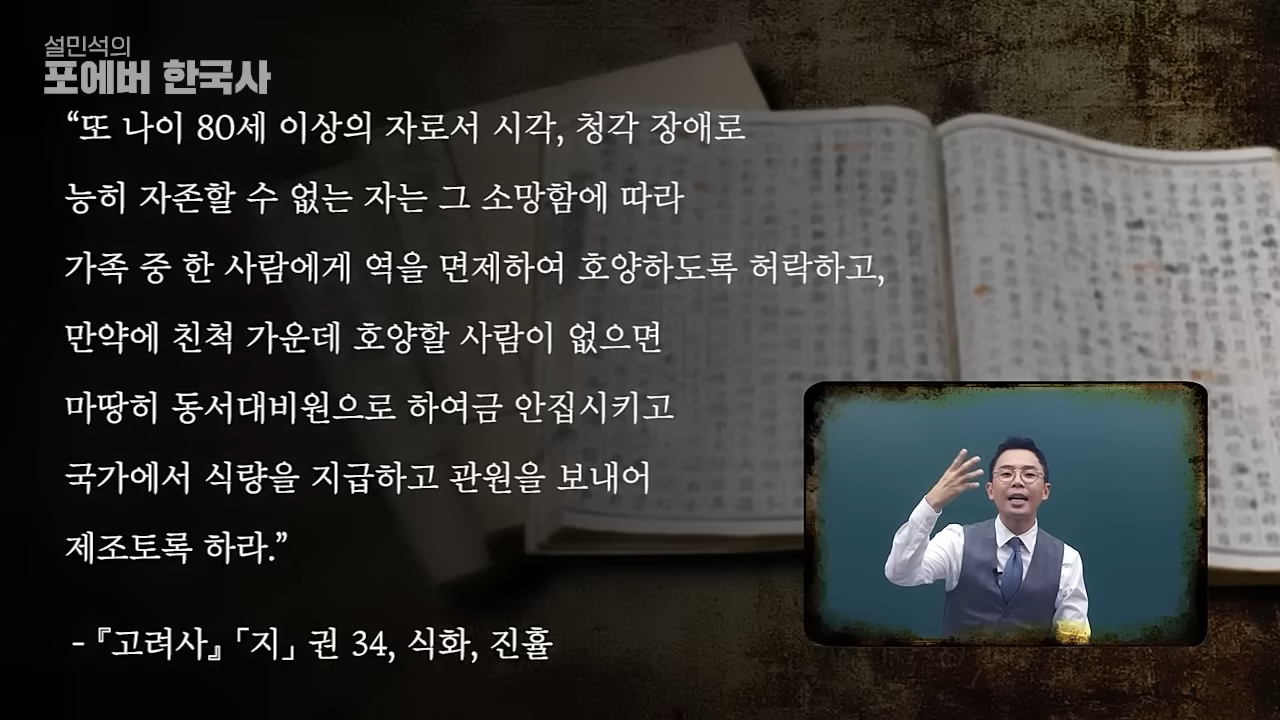 설민석의
포에버 한국사
“또 나이 80세 이상의 자로서 시각, 청각 장애로
능히 자존할 수 없는 자는 그 소망함에 따라
가족 중 한 사람에게 역을 면제하여 호양하도록 허락하고,
만약에 친척 가운데 호양할 사람이 없으면
마땅히 동서대비원으로 하여금 안집시키고
국가에서 식량을 지급하고 관원을 보내어
제조토록 하라.”
- 『고려사』 「지」 권 34, 식화, 진휼